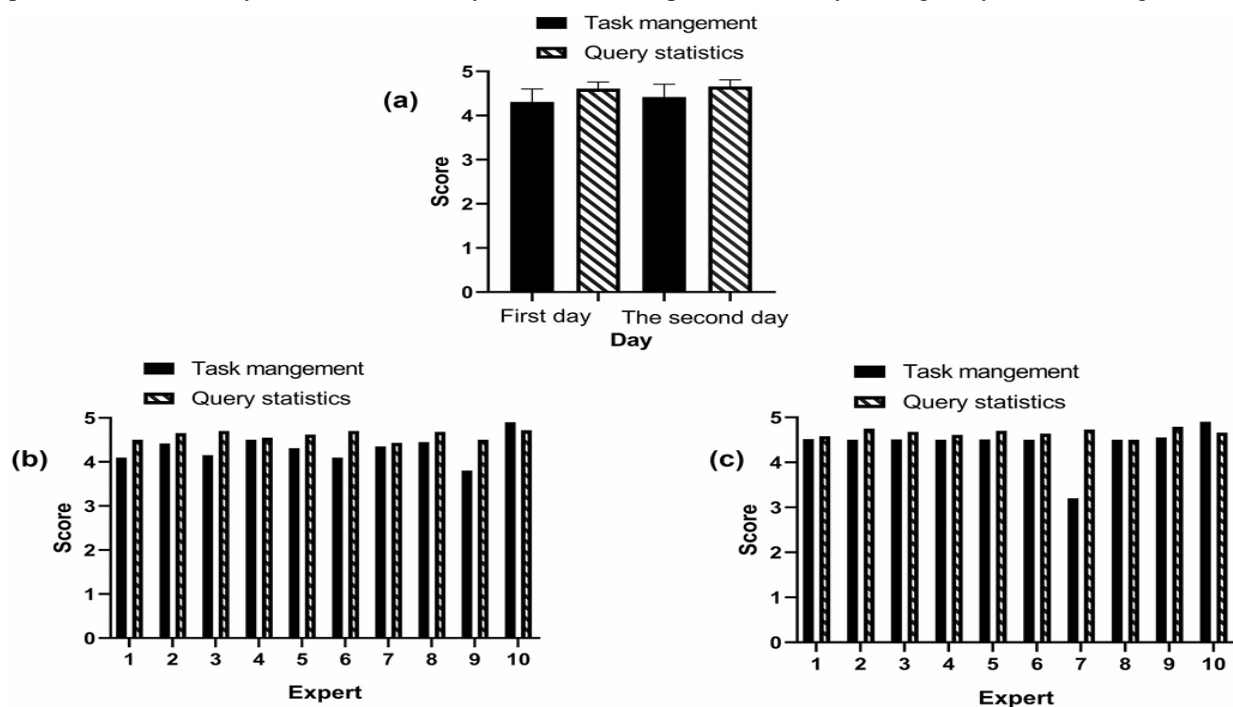 Task mangement
Query statistics
(a)
Score
5
4
3
2
1
0
First day The second day
Day
Task mangement
Query statistics
(b)
Score
5
4
3
2
1
0
1 2 3 4 5 6 7 8 9 10
Expert
Task mangement
Query statistics
(c)
Score
5
4
3
2
1
0
1 2 3 4 5 6 7 8 9 10
Expert